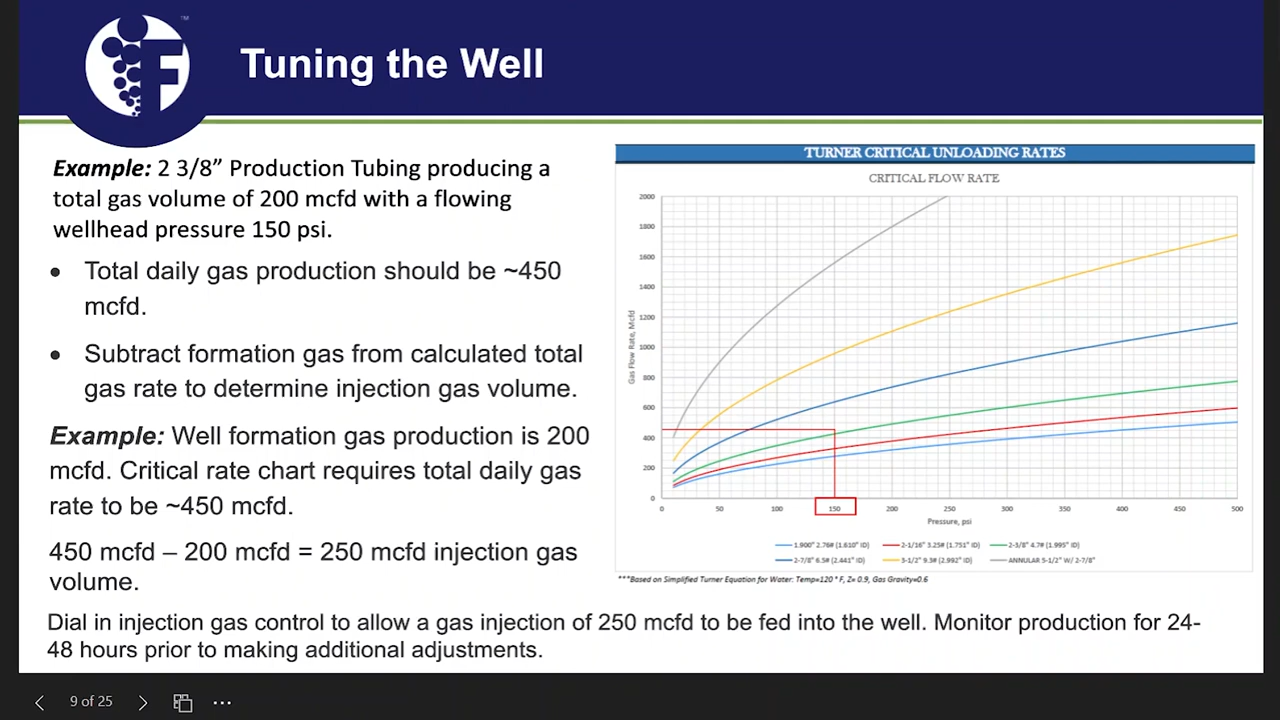 TM
F
Tuning the Well
Example: 2 3/8” Production Tubing producing a
total gas volume of 200 mcfd with a flowing
wellhead pressure 150 psi.
• Total daily gas production should be ~450
mcfd.
• Subtract formation gas from calculated total
gas rate to determine injection gas volume.
Example: Well formation gas production is 200
mcfd. Critical rate chart requires total daily gas
rate to be ~450 mcfd.
450 mcfd – 200 mcfd = 250 mcfd injection gas
volume.
TURNER CRITICAL UNLOADING RATES
CRITICAL FLOW RATE
Gas Flow Rate, Mcfd
2000
1800
1600
1400
1200
1000
800
600
400
200
0
0 50 100 150 200 250 300 350 400 450 500
Pressure, psi
1.900" 2.76# (1.610" ID) 2-1/16" 3.25# (1.751" ID) 2-3/8" 4.7# (1.995" ID)
2-7/8" 6.5# (2.441" ID) 3-1/2" 9.3# (2.992" ID) ANNULAR 5-1/2" W/ 2-7/8"
***Based on Simplified Turner Equation for Water: Temp=120 ° F, Z= 0.9, Gas Gravity=0.6
Dial in injection gas control to allow a gas injection of 250 mcfd to be fed into the well. Monitor production for 24-
48 hours prior to making additional adjustments.
9 of 25